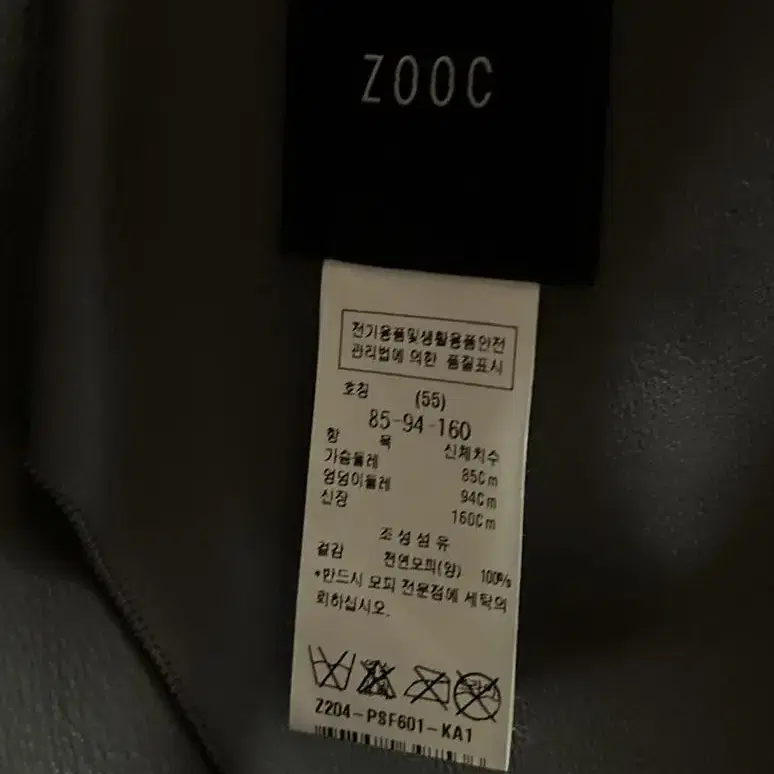 ZOOC
전기용품및생활용품안전
관리법에 의한 품질표시
호칭 (55)
85-94-160
항 목 신체치수
가슴둘레 85Cm
엉덩이둘레 94Cm
신장 160Cm
조성섬유
겉감 천연모피(양) 100%
*반드시 모피 전문점에 세탁의
뢰하십시오.
Z204-PSF601-KA1